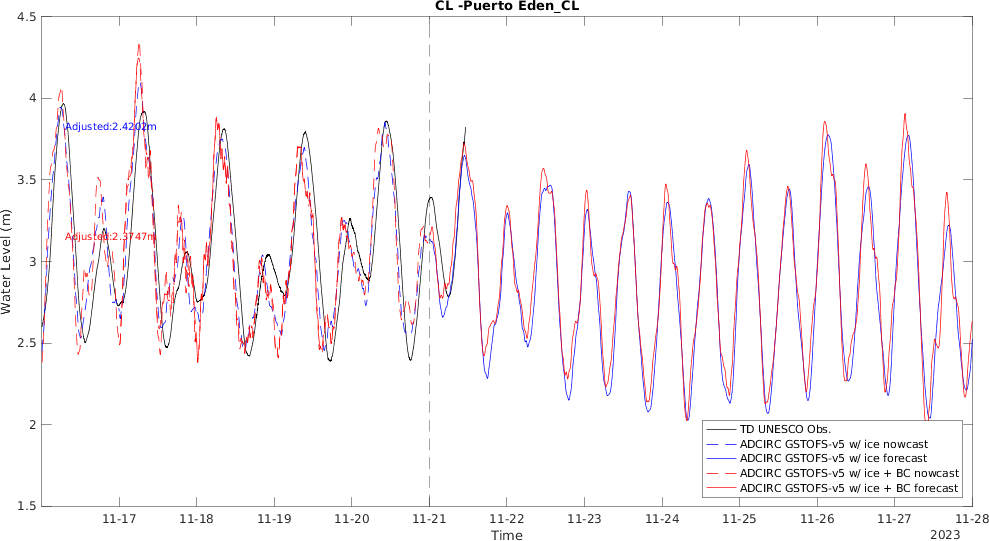 CL -Puerto Eden_CL
4.5
4
3.5
3
2.5
2
1.5
Water Level (m)
Adjusted:2.4202m
Adjusted:2.3747m
TD UNESCO Obs.
ADCIRC GSTOFS-v5 w/ ice nowcast
ADCIRC GSTOFS-v5 w/ ice forecast
ADCIRC GSTOFS-v5 w/ ice + BC nowcast
ADCIRC GSTOFS-v5 w/ ice + BC forecast
11-17 11-18 11-19 11-20 11-21 11-22 11-23 11-24 11-25 11-26 11-27 11-28
Time
2023